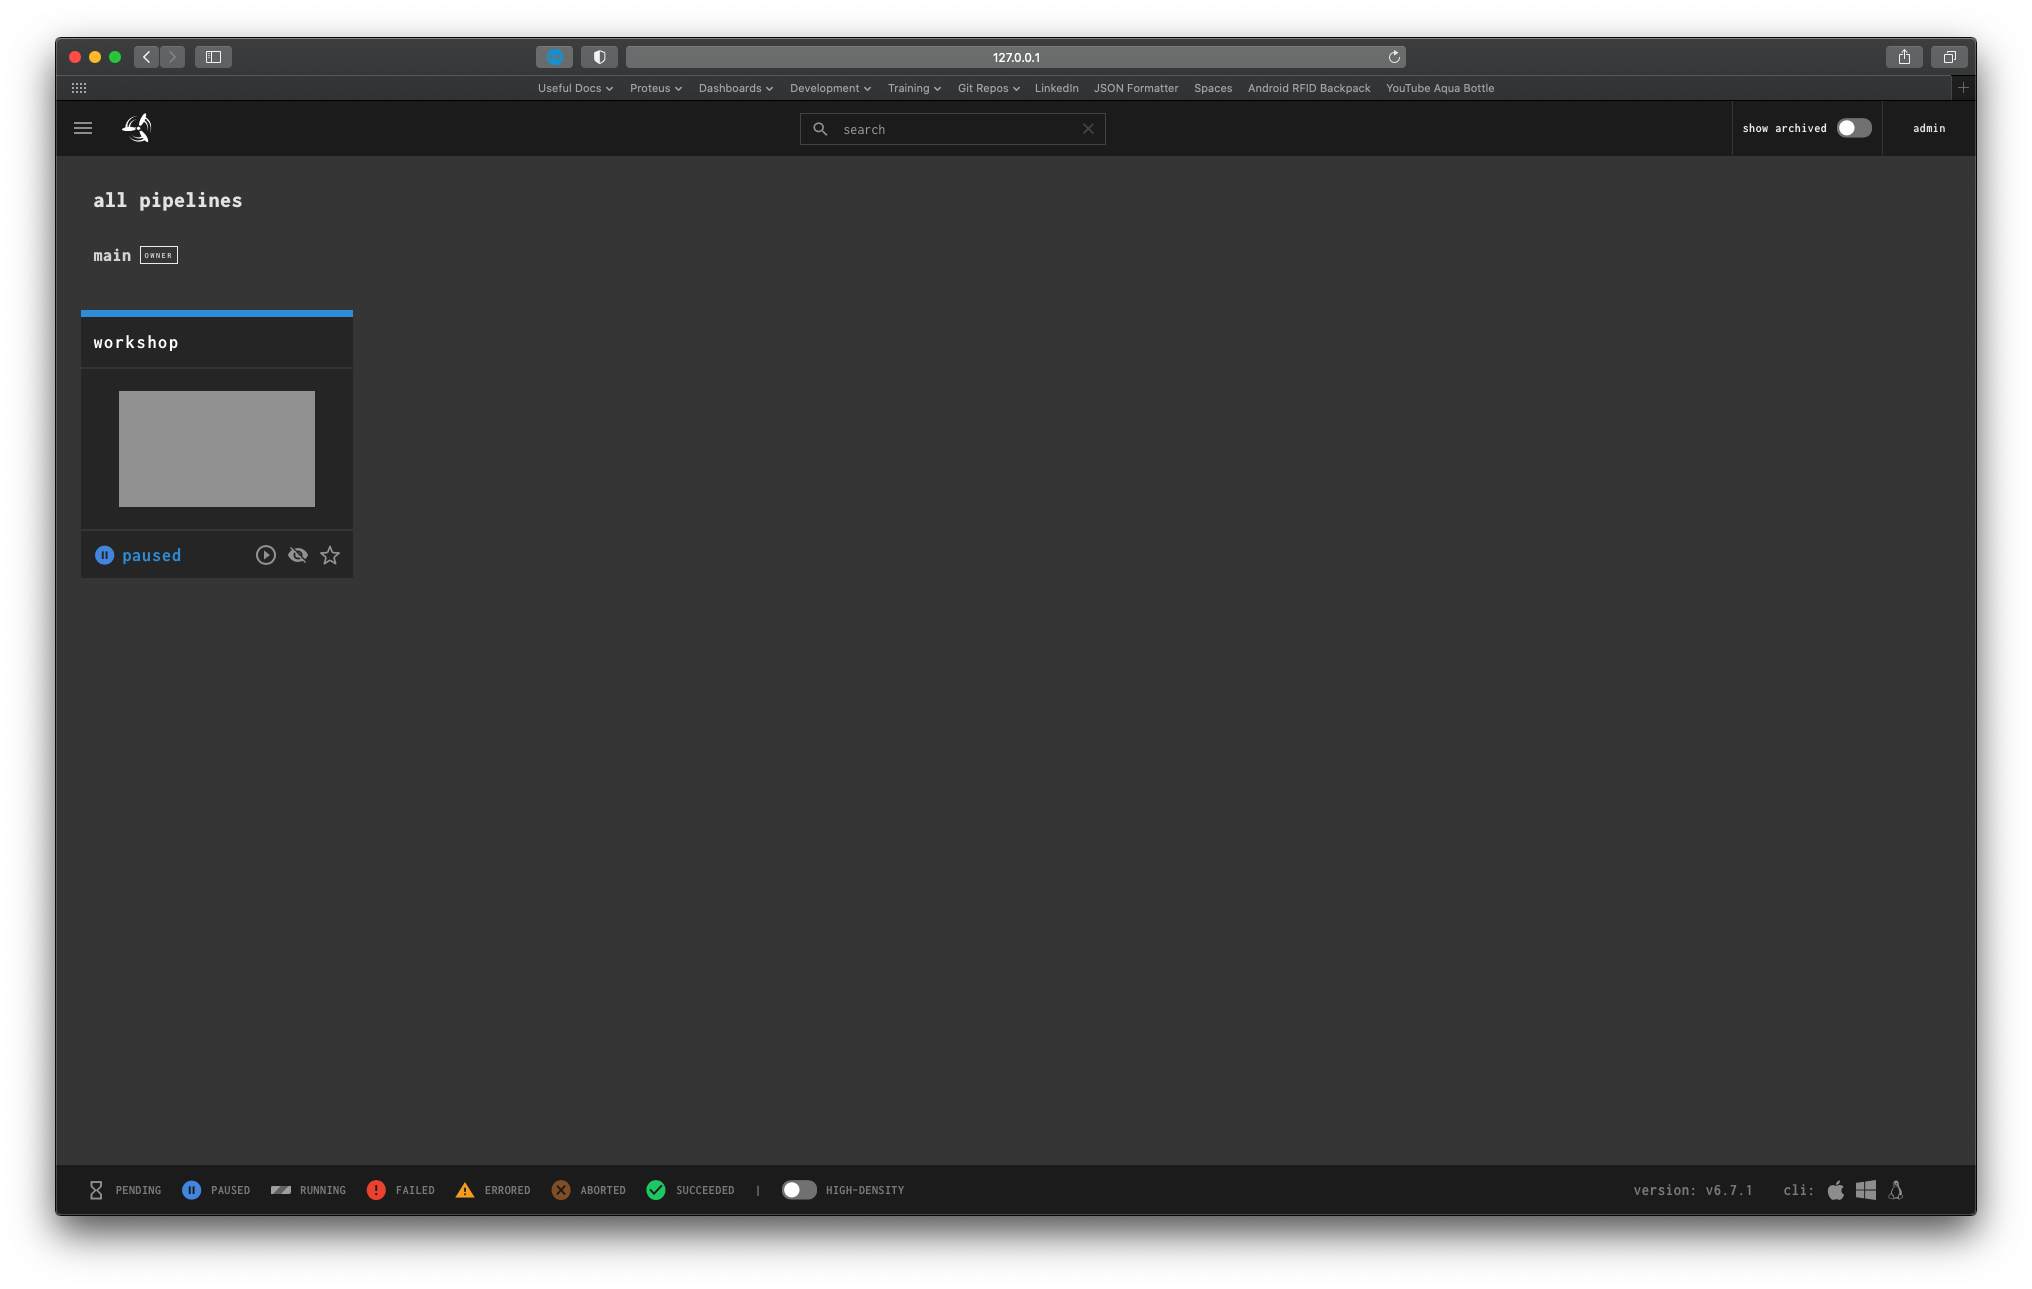 127.0.0.1
Useful Docs Proteus Dashboards Development Training Git Repos LinkedIn JSON Formatter Spaces Android RFID Backpack YouTube Aqua Bottle
search show archived admin
all pipelines
main OWNER
workshop
paused
PENDING PAUSED RUNNING FAILED ERRORED ABORTED SUCCEEDED | HIGH-DENSITY version: v6.7.1 cli: